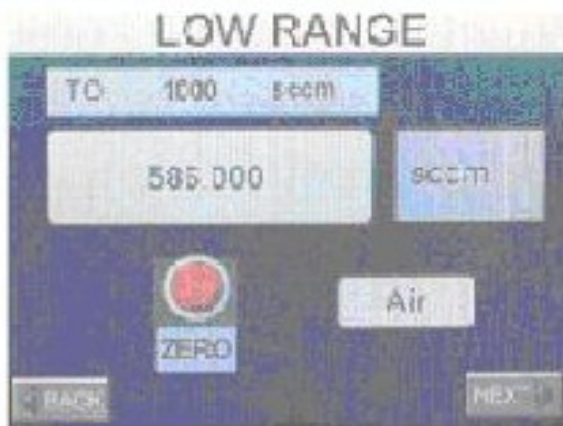 LOW RANGE
TO 1000 sccm
585.000 sccm
ZERO
Air
BACK NEXT